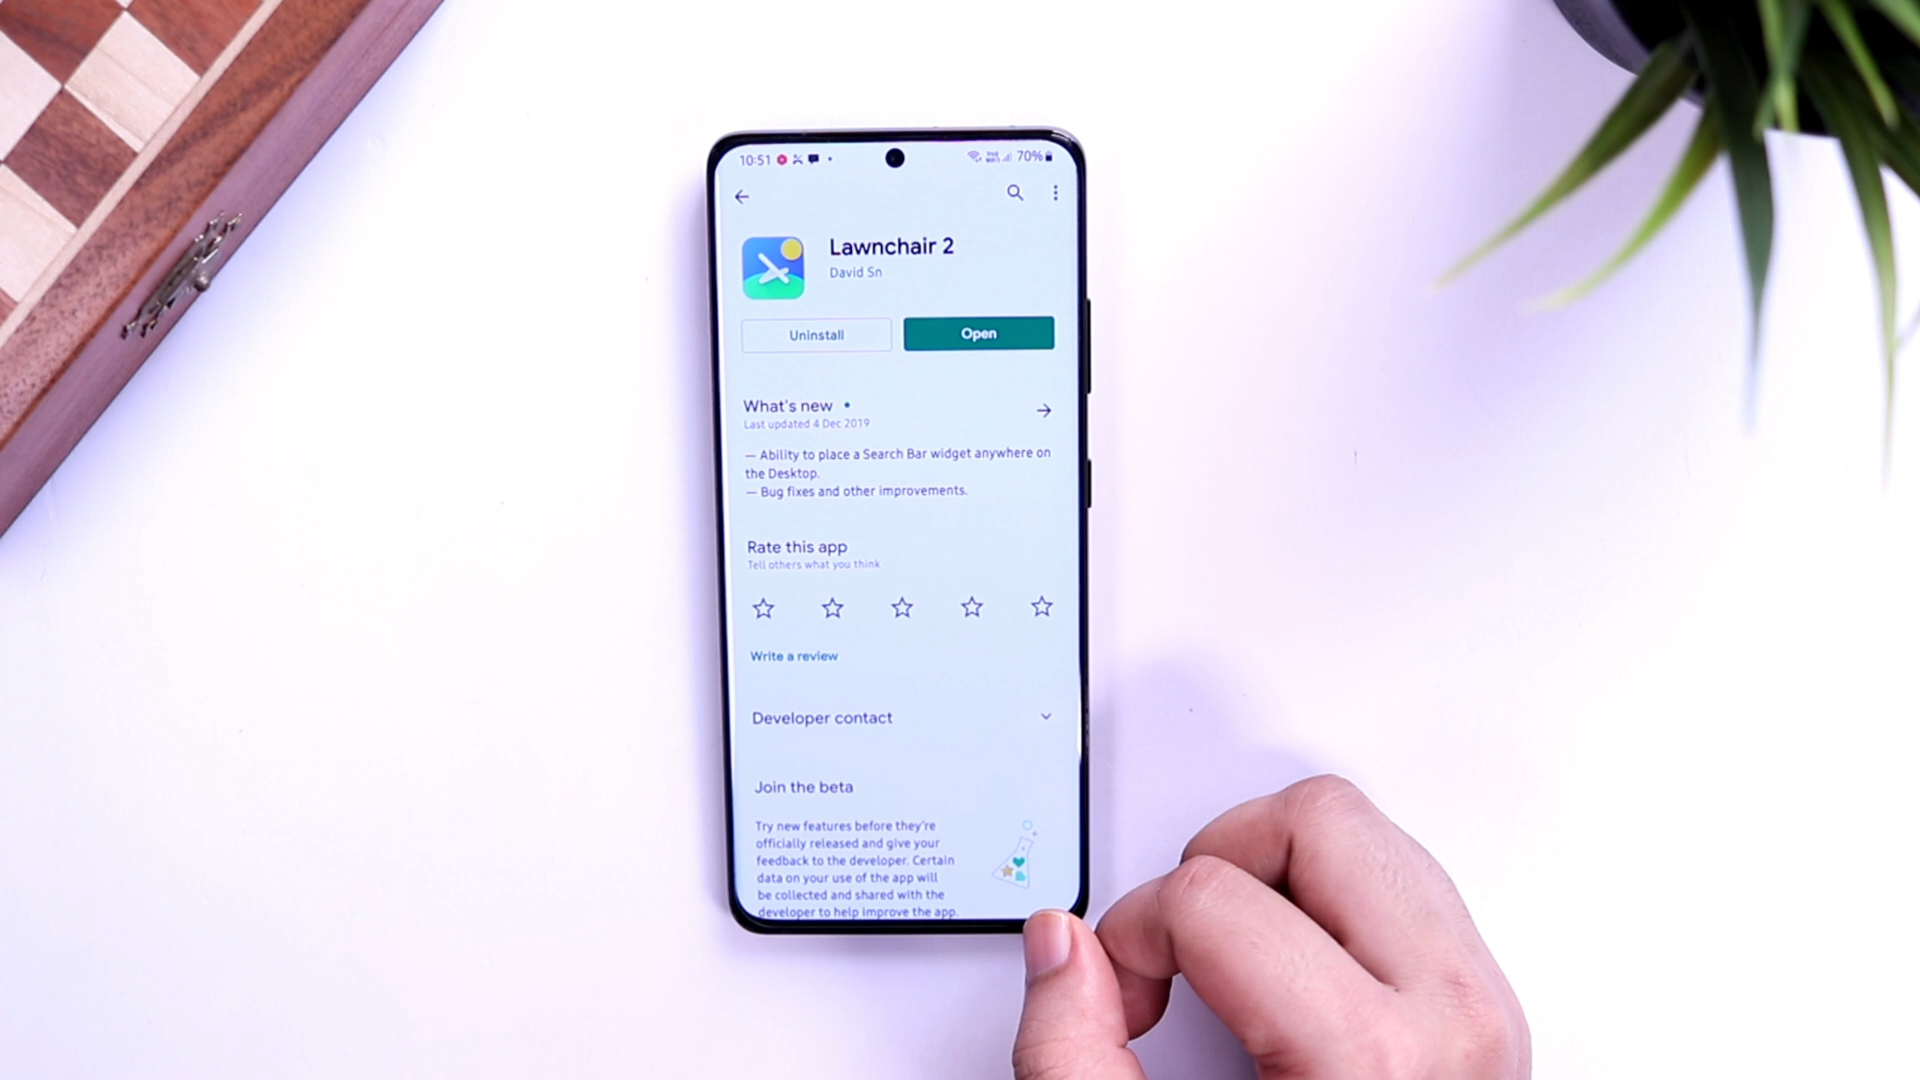 10:51
70%
Lawnchair 2
David Sn
Uninstall
Open
What's new •
Last updated 4 Dec 2019
— Ability to place a Search Bar widget anywhere on
the Desktop.
— Bug fixes and other improvements.
Rate this app
Tell others what you think
Write a review
Developer contact
Join the beta
Try new features before they're
officially released and give your
feedback to the developer. Certain
data on your use of the app will
be collected and shared with the
developer to help improve the app.